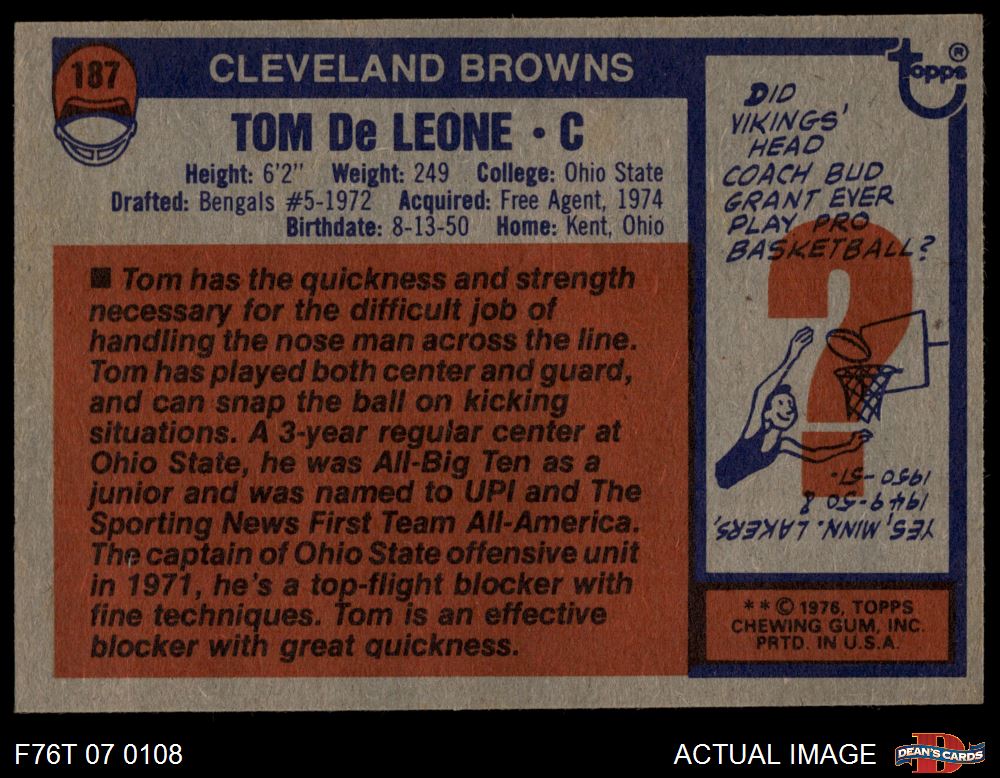 187
CLEVELAND BROWNS
TOM De LEONE • C
Height: 6'2" Weight: 249 College: Ohio State
Drafted: Bengals #5-1972 Acquired: Free Agent, 1974
Birthdate: 8-13-50 Home: Kent, Ohio
■ Tom has the quickness and strength
necessary for the difficult job of
handling the nose man across the line.
Tom has played both center and guard,
and can snap the ball on kicking
situations. A 3-year regular center at
Ohio State, he was All-Big Ten as a
junior and was named to UPI and The
Sporting News First Team All-America.
The captain of Ohio State offensive unit
in 1971, he's a top-flight blocker with
fine techniques. Tom is an effective
blocker with great quickness.
Topps®
DID
VIKINGS'
HEAD
COACH BUD
GRANT EVER
PLAY PRO
BASKETBALL?
?
YES, MINN. LAKERS,
1949-50 &
1950-51.
* * © 1976, TOPPS
CHEWING GUM, INC.
PRTD. IN U.S.A.
F76T 07 0108
ACTUAL IMAGE
DEAN'S CARDS